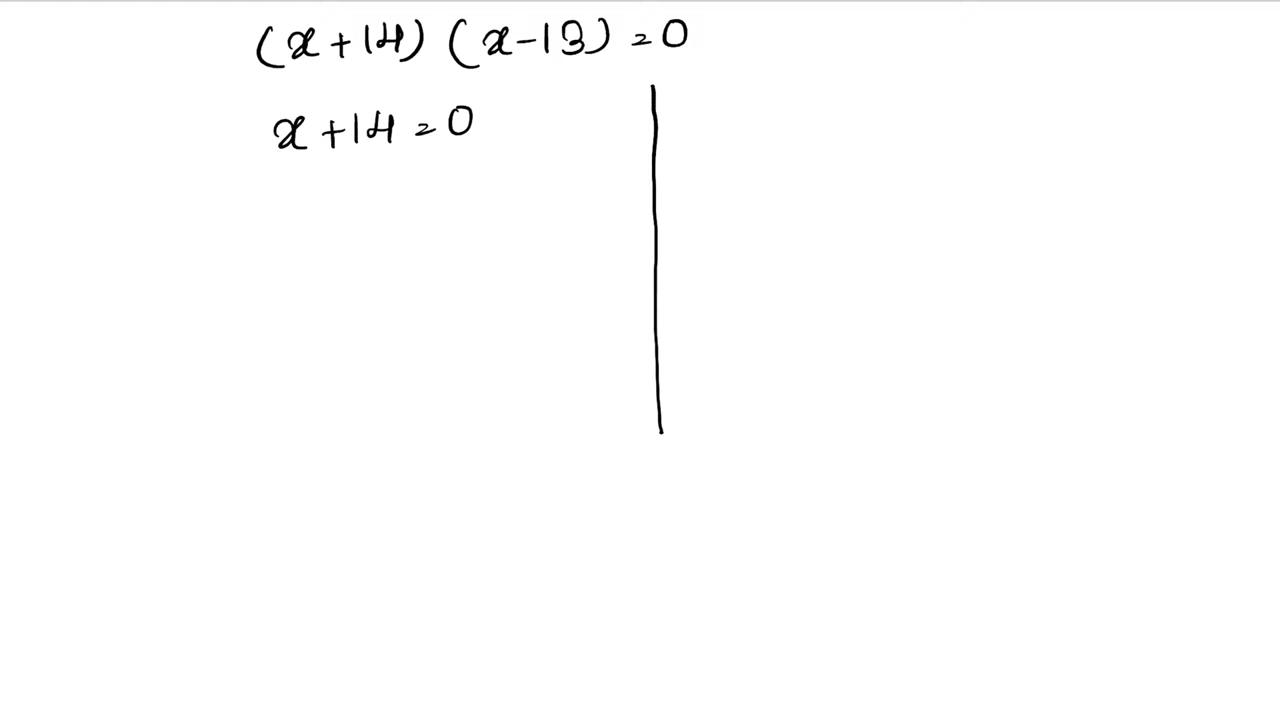 (x+14) (x-13) = 0
x+14 = 0